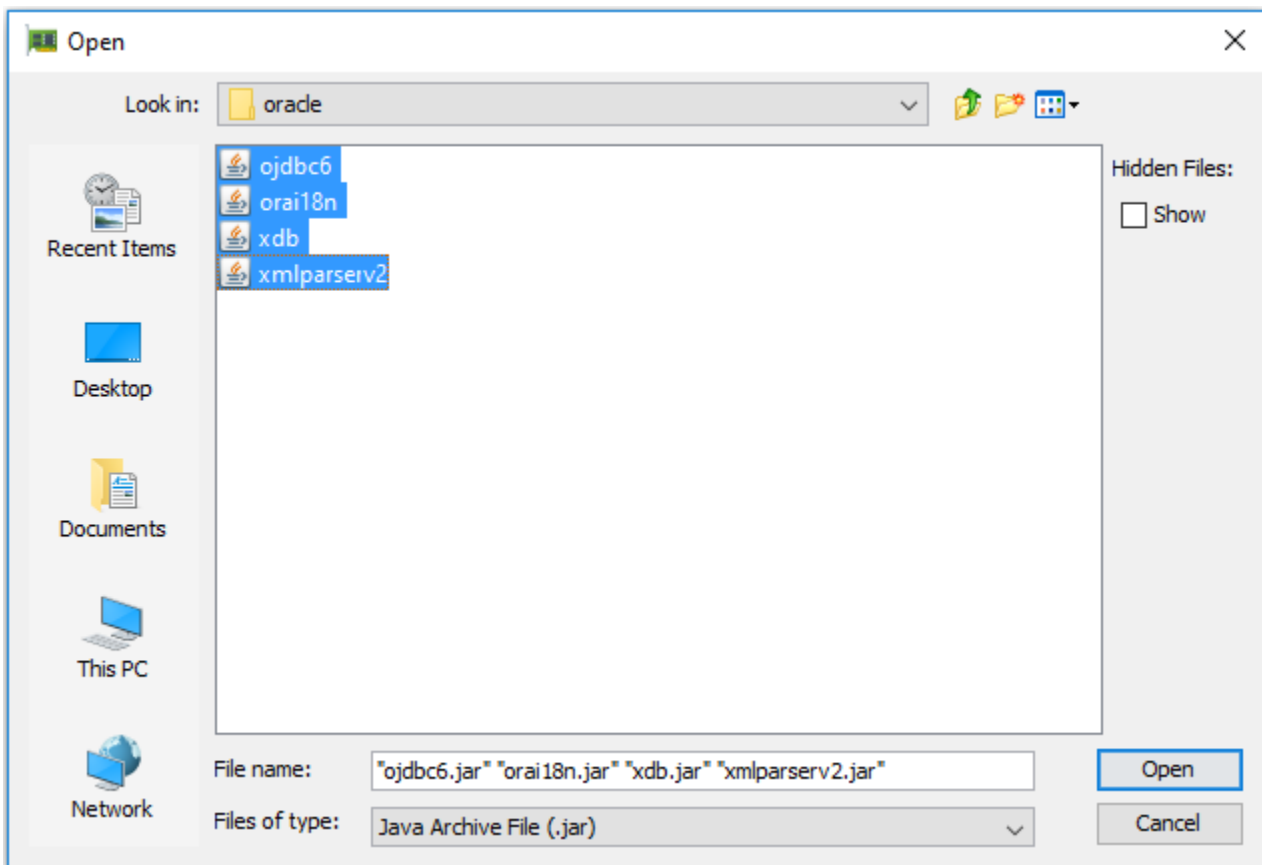 Open
Look in:
oracle
ojdbc6
orai18n
xdb
xmlparserv2
Hidden Files:
Show
Recent Items
Desktop
Documents
This PC
Network
File name:
"ojdbc6.jar" "orai18n.jar" "xdb.jar" "xmlparserv2.jar"
Open
Files of type:
Java Archive File (.jar)
Cancel